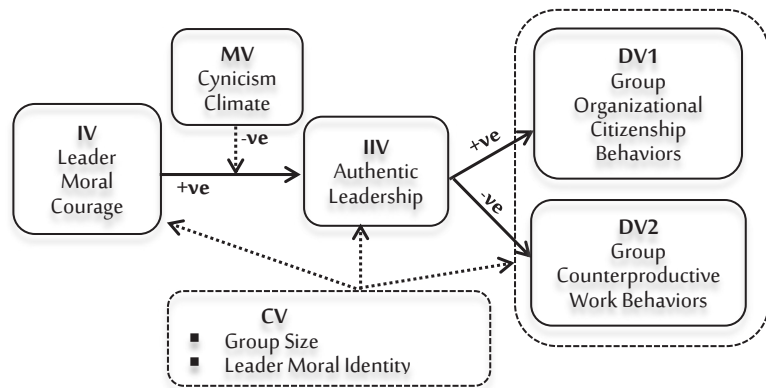 MV
Cynicism
Climate
IV
Leader
Moral
Courage
-ve
+ve
IIV
Authentic
Leadership
+ve
-ve
DV1
Group
Organizational
Citizenship
Behaviors
DV2
Group
Counterproductive
Work Behaviors
CV
▪ Group Size
▪ Leader Moral Identity